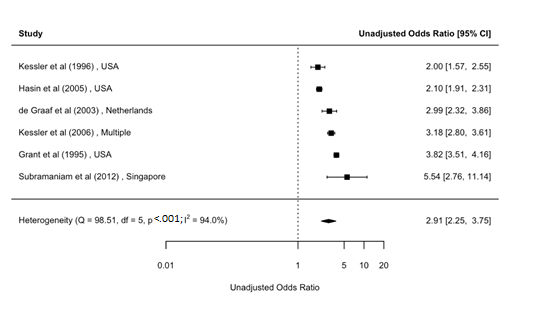 Study Unadjusted Odds Ratio [95% CI]
Kessler et al (1996) , USA 2.00 [1.57, 2.55]
Hasin et al (2005) , USA 2.10 [1.91, 2.31]
de Graaf et al (2003) , Netherlands 2.99 [2.32, 3.86]
Kessler et al (2006) , Multiple 3.18 [2.80, 3.61]
Grant et al (1995) , USA 3.82 [3.51, 4.16]
Subramaniam et al (2012) , Singapore 5.54 [2.76, 11.14]
Heterogeneity (Q = 98.51, df = 5, p <.001; I² = 94.0%) 2.91 [2.25, 3.75]
0.01 1 5 10 20
Unadjusted Odds Ratio